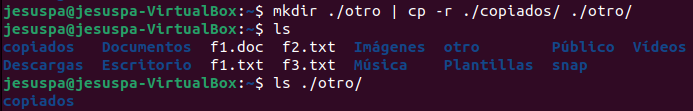 jesuspa@jesuspa-VirtualBox:~$ mkdir ./otro | cp -r ./copiados/ ./otro/
jesuspa@jesuspa-VirtualBox:~$ ls
copiados Documentos f1.doc f2.txt Imágenes otro Público Vídeos
Descargas Escritorio f1.txt f3.txt Música Plantillas snap
jesuspa@jesuspa-VirtualBox:~$ ls ./otro/
copiados